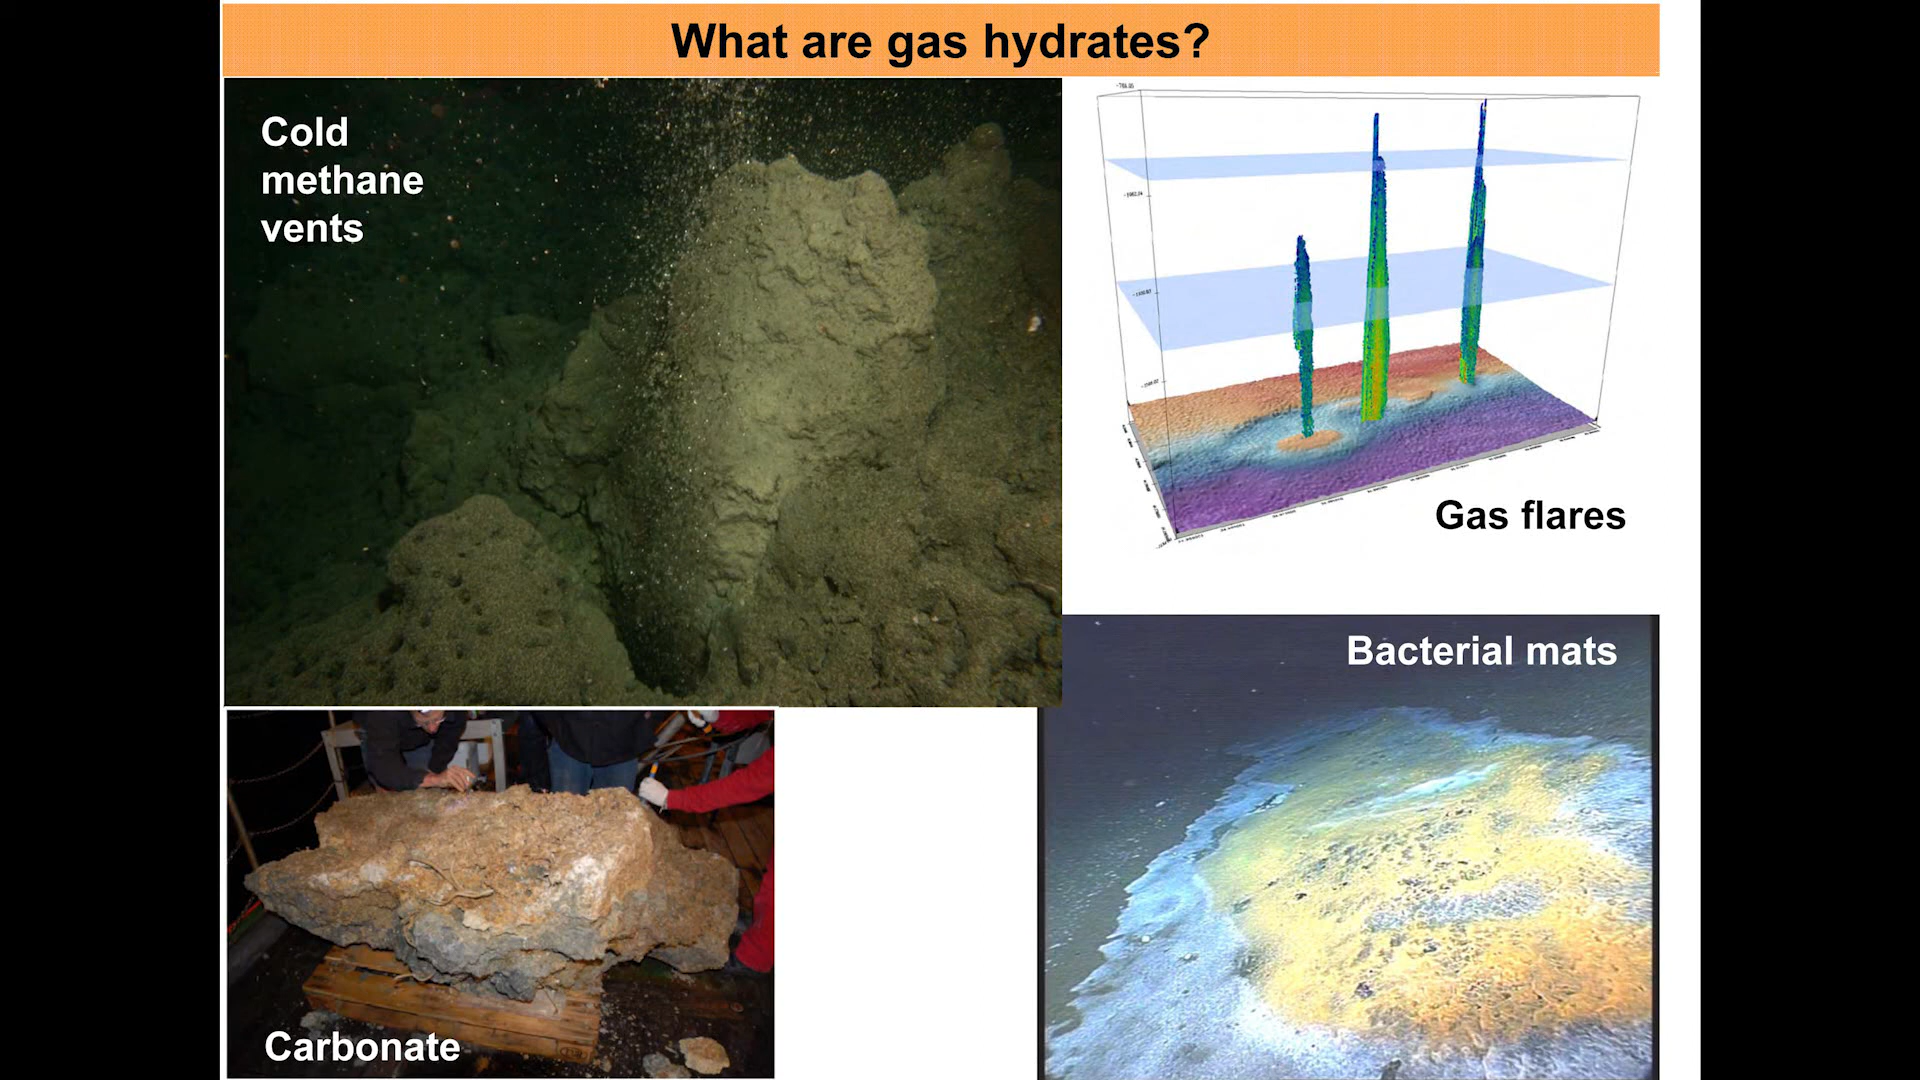 What are gas hydrates?
Cold
methane
vents
Gas flares
Bacterial mats
Carbonate